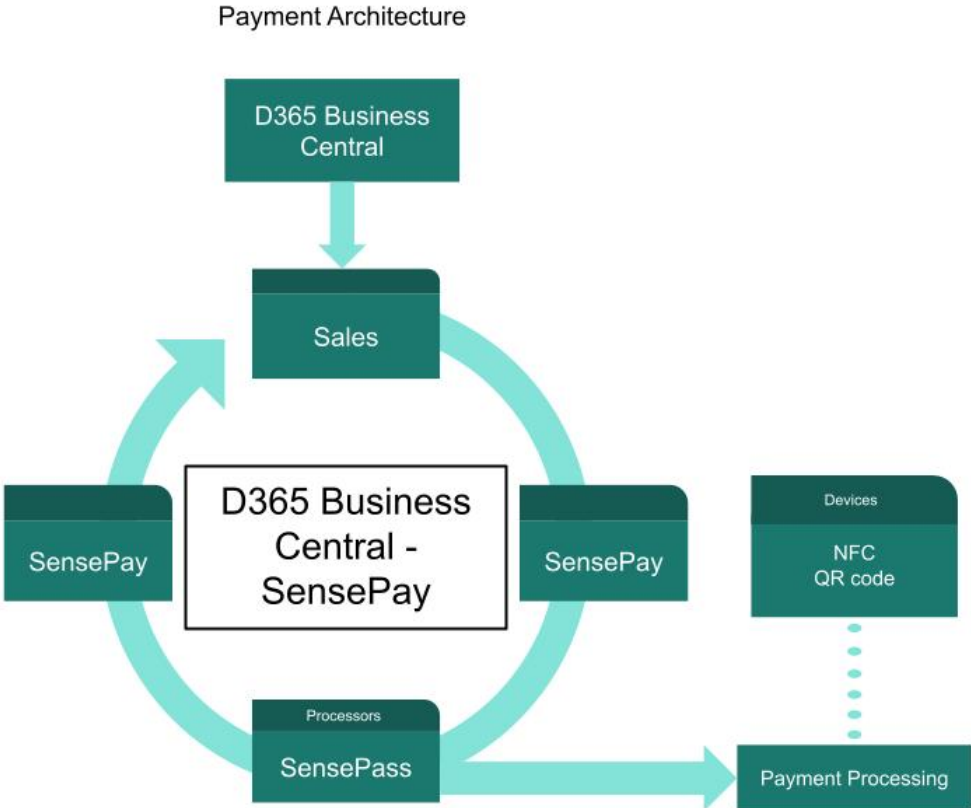 Payment Architecture
D365 Business
Central
Sales
SensePay
D365 Business
Central -
SensePay
SensePay
Devices
NFC
QR code
Processors
SensePass
Payment Processing